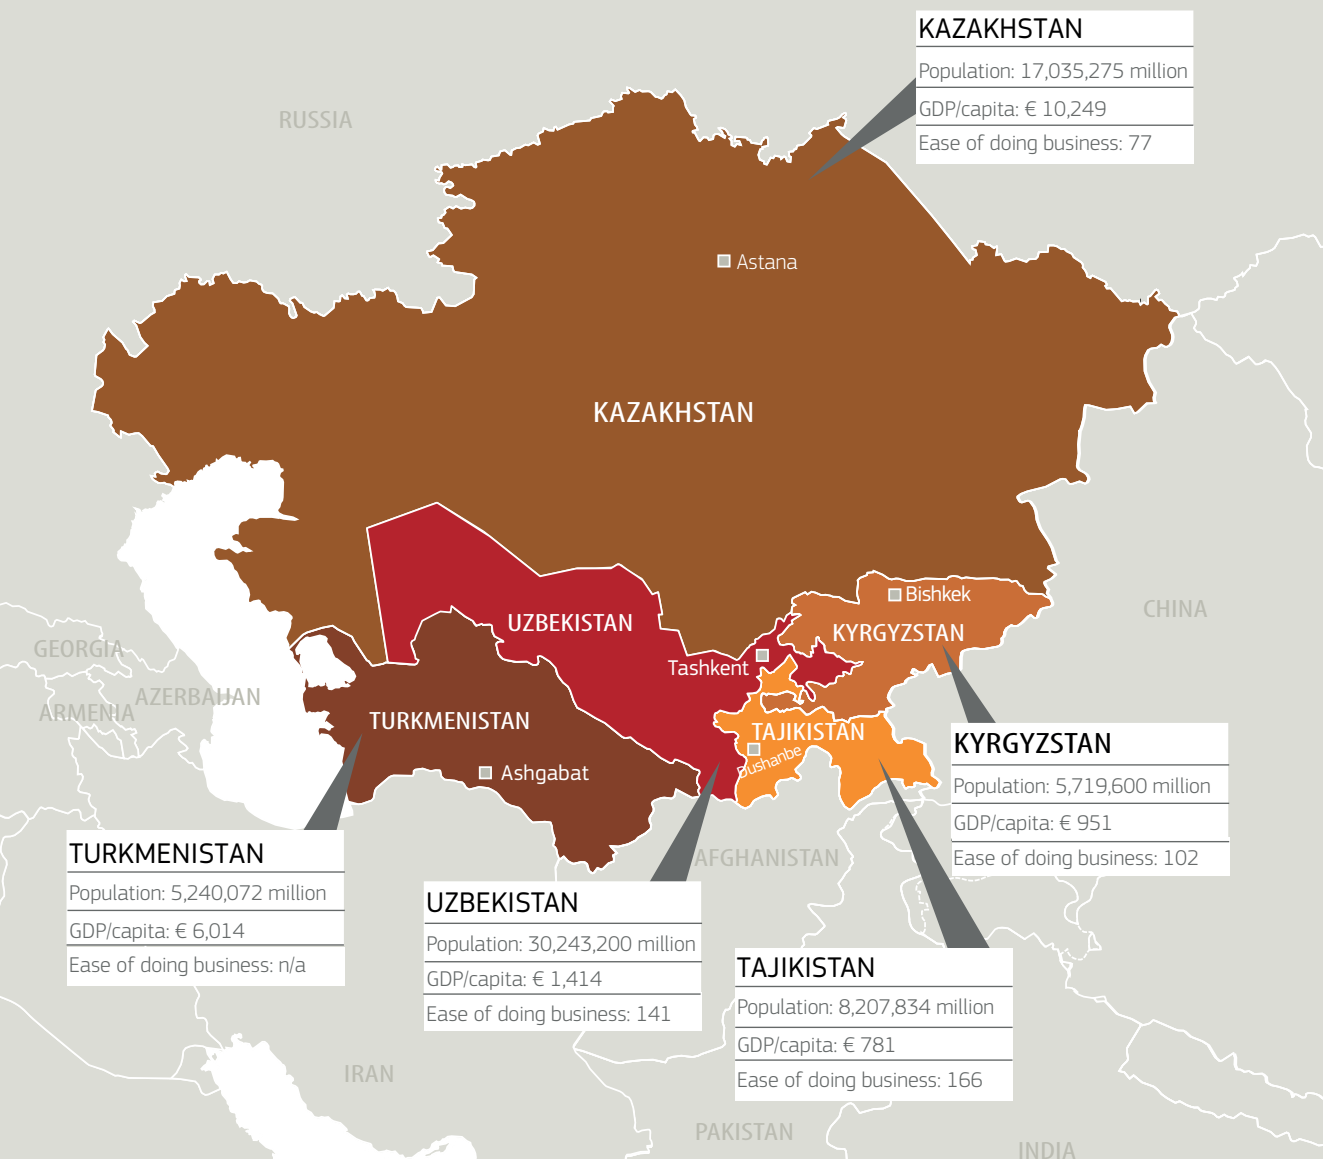 KAZAKHSTAN
Population: 17,035,275 million
GDP/capita: € 10,249
Ease of doing business: 77
RUSSIA
Astana
KAZAKHSTAN
Bishkek
CHINA
UZBEKISTAN
KYRGYZSTAN
GEORGIA
Tashkent
AZERBAIJAN
ARMENIA
TURKMENISTAN
TAJIKISTAN
Dushanbe
Ashgabat
KYRGYZSTAN
Population: 5,719,600 million
GDP/capita: € 951
Ease of doing business: 102
TURKMENISTAN
Population: 5,240,072 million
GDP/capita: € 6,014
Ease of doing business: n/a
AFGHANISTAN
UZBEKISTAN
Population: 30,243,200 million
GDP/capita: € 1,414
Ease of doing business: 141
TAJIKISTAN
Population: 8,207,834 million
GDP/capita: € 781
Ease of doing business: 166
IRAN
PAKISTAN
INDIA